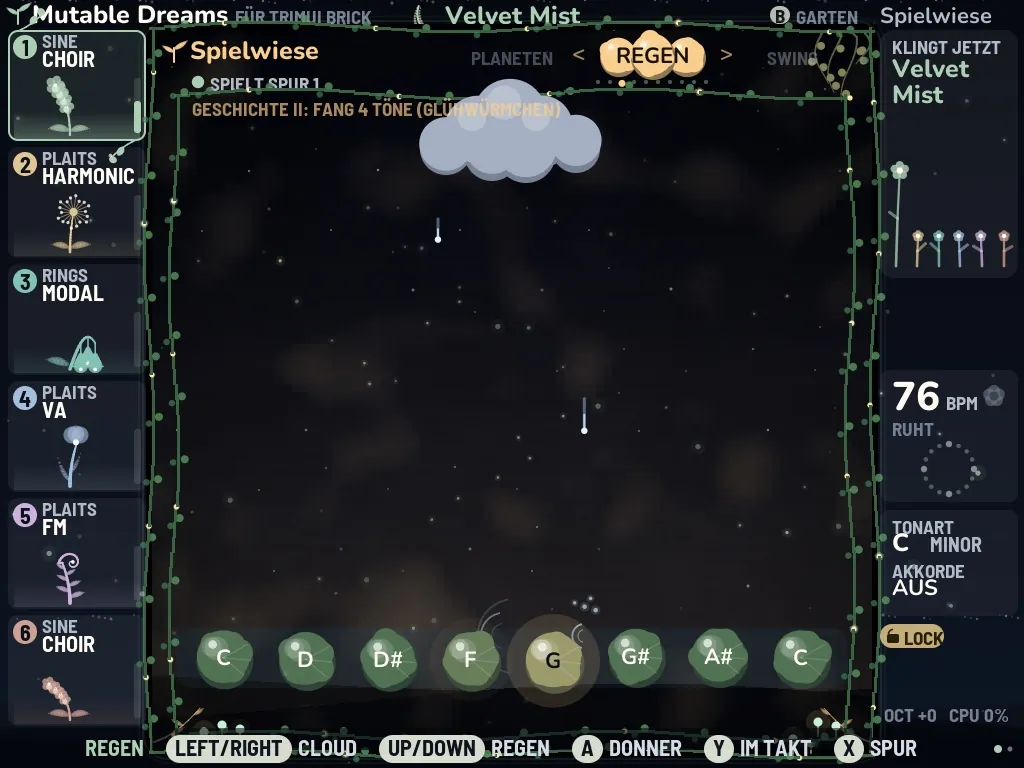 Mutable Dreams FÜR TRIMUI BRICK
Velvet Mist
B GARTEN
Spielwiese
1 SINE
CHOIR
2 PLAITS
HARMONIC
3 RINGS
MODAL
4 PLAITS
VA
5 PLAITS
FM
6 SINE
CHOIR
Spielwiese
SPIELT SPUR 1
PLANETEN < REGEN > SWING
GESCHICHTE II: FANG 4 TÖNE (GLÜHWÜRMCHEN)
C D D# F G G# A# C
KLINGT JETZT
Velvet
Mist
76 BPM
RUHT
TONART
C MINOR
AKKORDE
AUS
LOCK
OCT +0 CPU 0%
REGEN LEFT/RIGHT CLOUD UP/DOWN REGEN A DONNER Y IM TAKT X SPUR